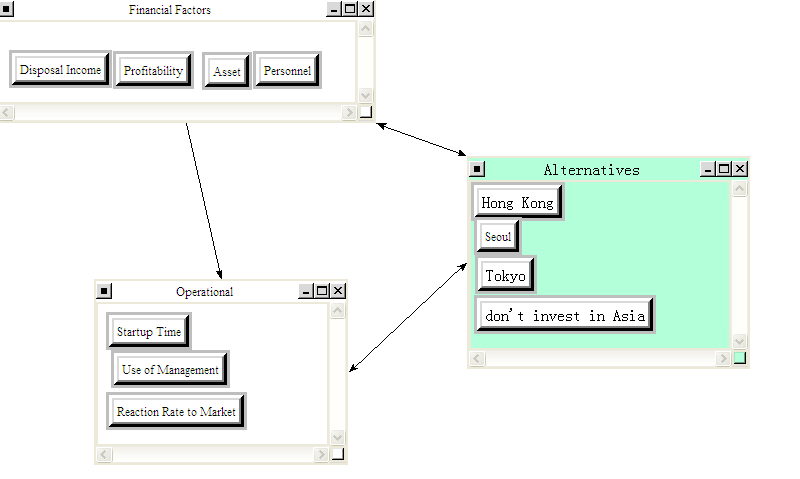 Financial Factors
Disposal Income
Profitability
Asset
Personnel
Alternatives
Hong Kong
Seoul
Tokyo
don't invest in Asia
Operational
Startup Time
Use of Management
Reaction Rate to Market